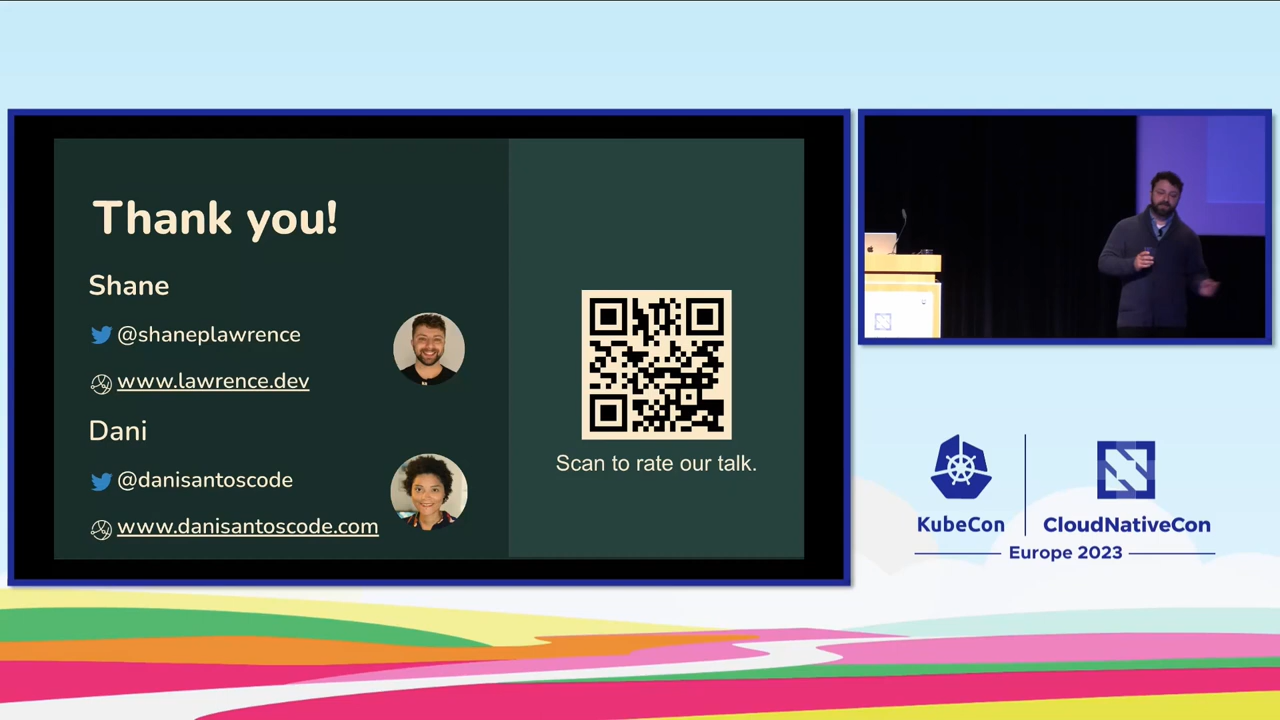 Thank you!
Shane
@shaneplawrence
www.lawrence.dev
Dani
@danisantoscode
www.danisantoscode.com
Scan to rate our talk.
KubeCon
CloudNativeCon
Europe 2023